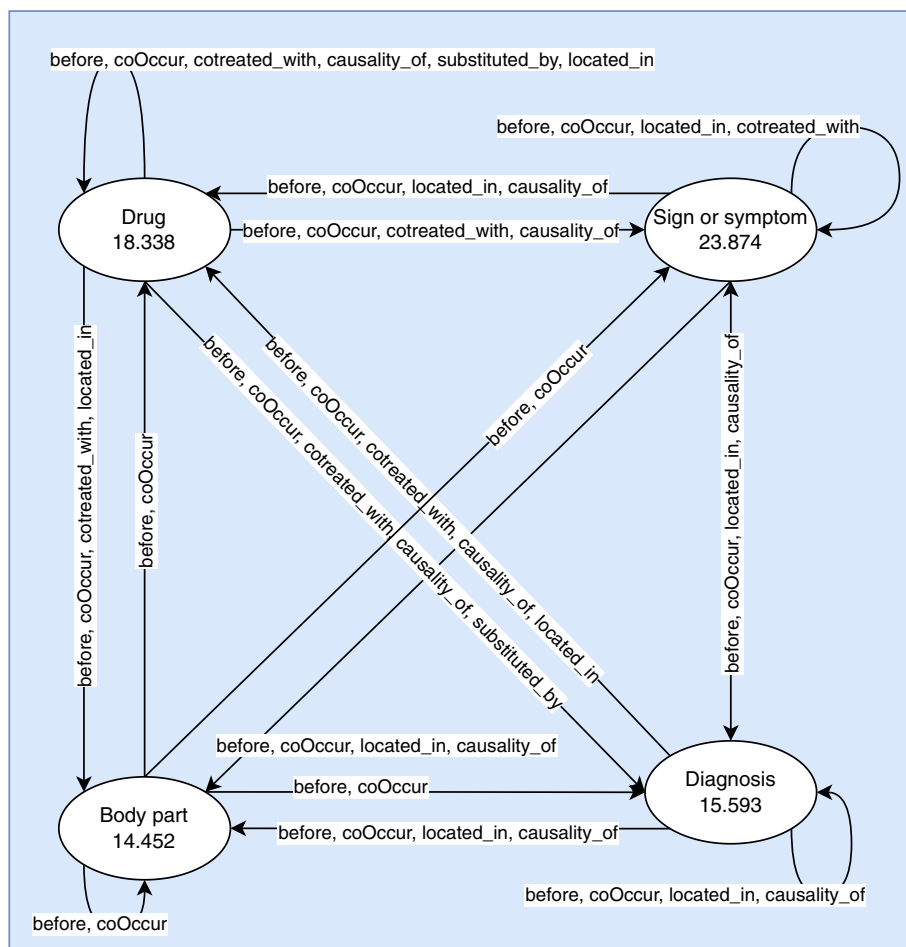 before, coOccur, cotreated_with, causality_of, substituted_by, located_in
before, coOccur, located_in, cotreated_with
before, coOccur, located_in, causality_of
Drug
18.338
Sign or symptom
23.874
before, coOccur, cotreated_with, causality_of
before, coOccur, cotreated_with, located_in
before, coOccur
before, coOccur, cotreated_with, causality_of, substituted_by
before, coOccur, cotreated_with, causality_of, located_in
before, coOccur
before, coOccur, located_in, causality_of
before, coOccur, located_in, causality_of
before, coOccur
Body part
14.452
Diagnosis
15.593
before, coOccur, located_in, causality_of
before, coOccur, located_in, causality_of
before, coOccur